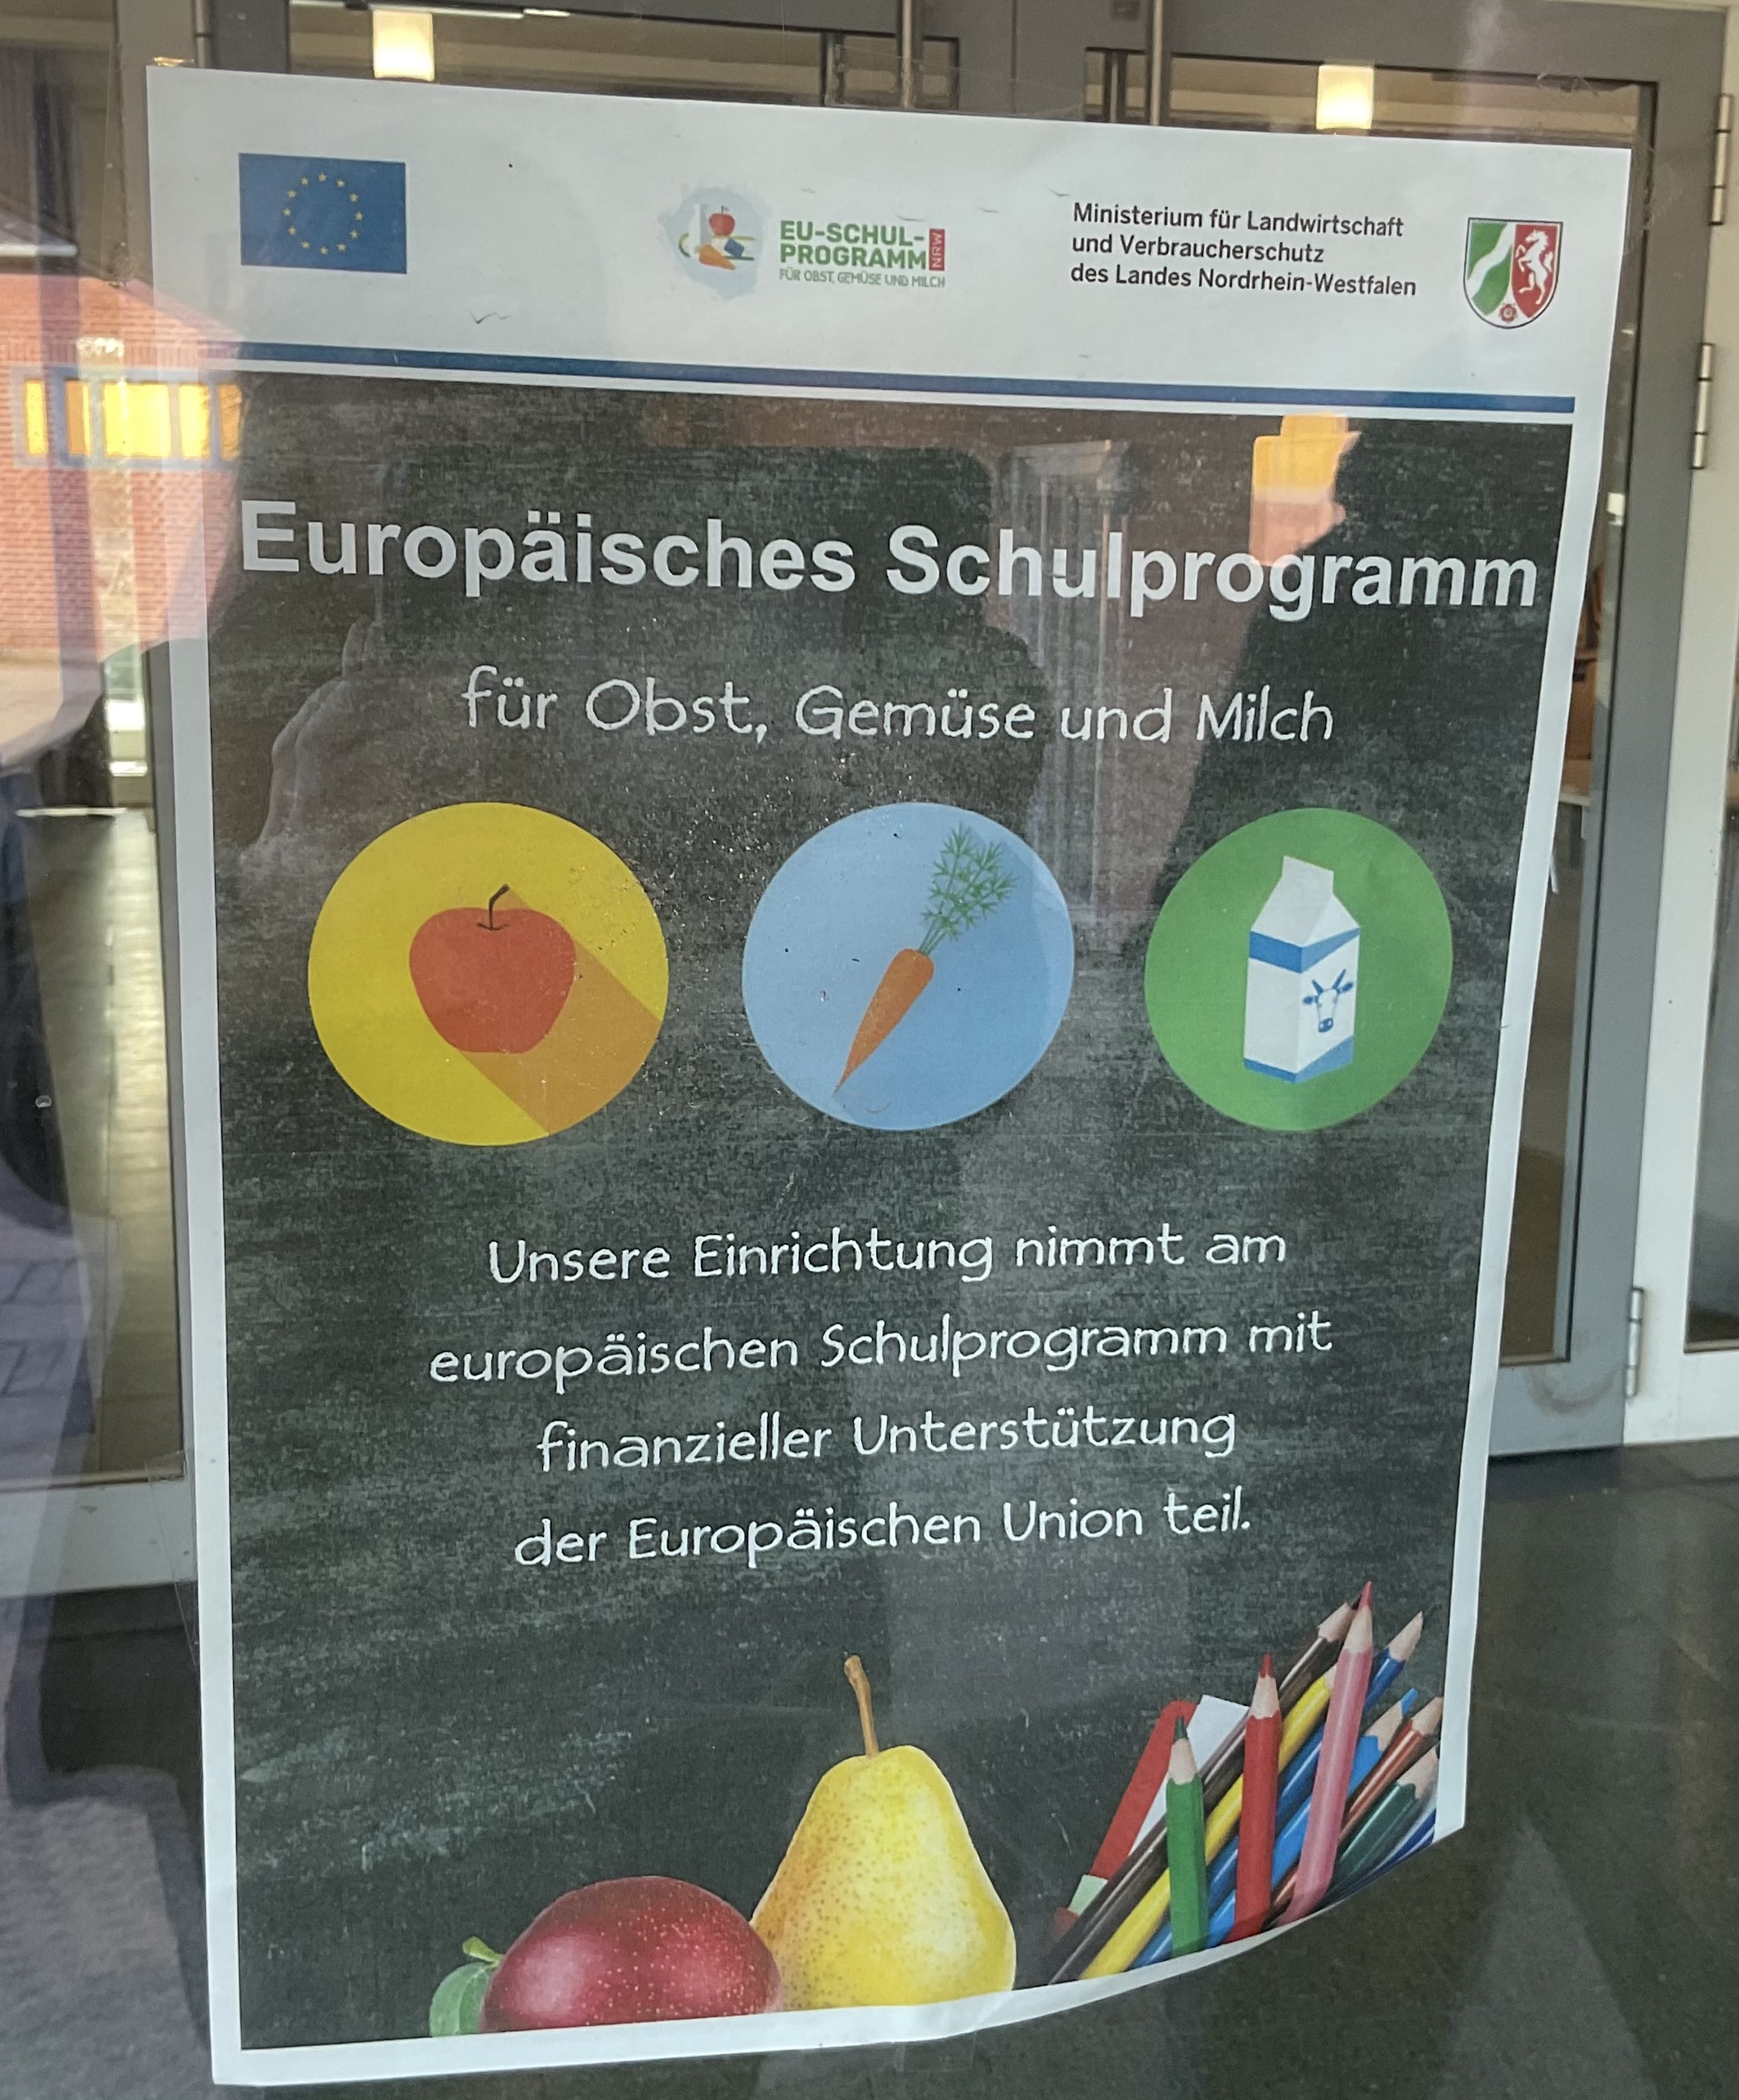 EU-SCHUL-
PROGRAMM NRW
FÜR OBST, GEMÜSE UND MILCH
Ministerium für Landwirtschaft
und Verbraucherschutz
des Landes Nordrhein-Westfalen
Europäisches Schulprogramm
für Obst, Gemüse und Milch
Unsere Einrichtung nimmt am
europäischen Schulprogramm mit
finanzieller Unterstützung
der Europäischen Union teil.